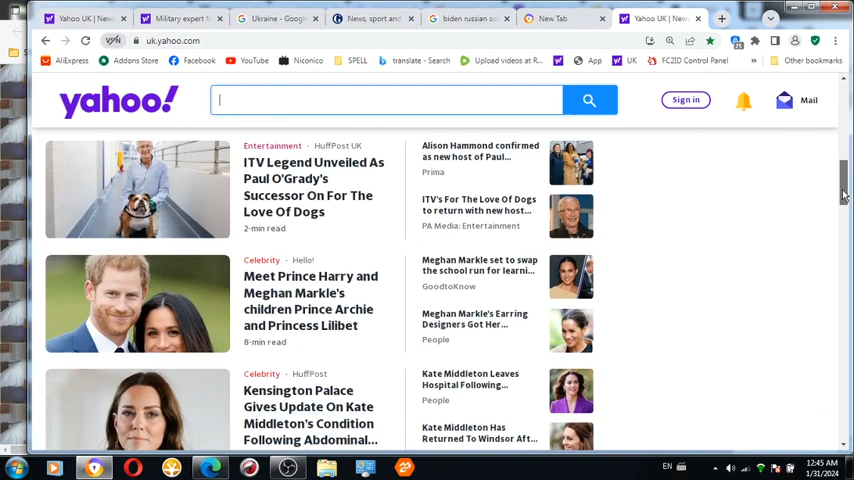 Yahoo UK | News
Military expert M
Ukraine - Google
News, sport and
biden russian so
New Tab
Yahoo UK | News
VPN
uk.yahoo.com
AliExpress
Addons Store
Facebook
YouTube
Niconico
SPELL
translate - Search
Upload videos a R...
App
UK
FC2ID Control Panel
»
Other bookmarks
yahoo!
Sign in
Mail
Entertainment · HuffPost UK
ITV Legend Unveiled As
Paul O'Grady's
Successor On For The
Love Of Dogs
2-min read
Alison Hammond confirmed
as new host of Paul...
Prima
ITV's For The Love Of Dogs
to return with new host...
PA Media: Entertainment
Celebrity · Hello!
Meet Prince Harry and
Meghan Markle's
children Prince Archie
and Princess Lilibet
8-min read
Meghan Markle set to swap
the school run for learni...
GoodtoKnow
Meghan Markle's Earring
Designers Got Her...
People
Celebrity · HuffPost
Kensington Palace
Gives Update On Kate
Middleton's Condition
Following Abdominal...
Kate Middleton Leaves
Hospital Following...
People
Kate Middleton Has
Returned To Windsor Aft...
EN
12:45 AM
1/31/2024